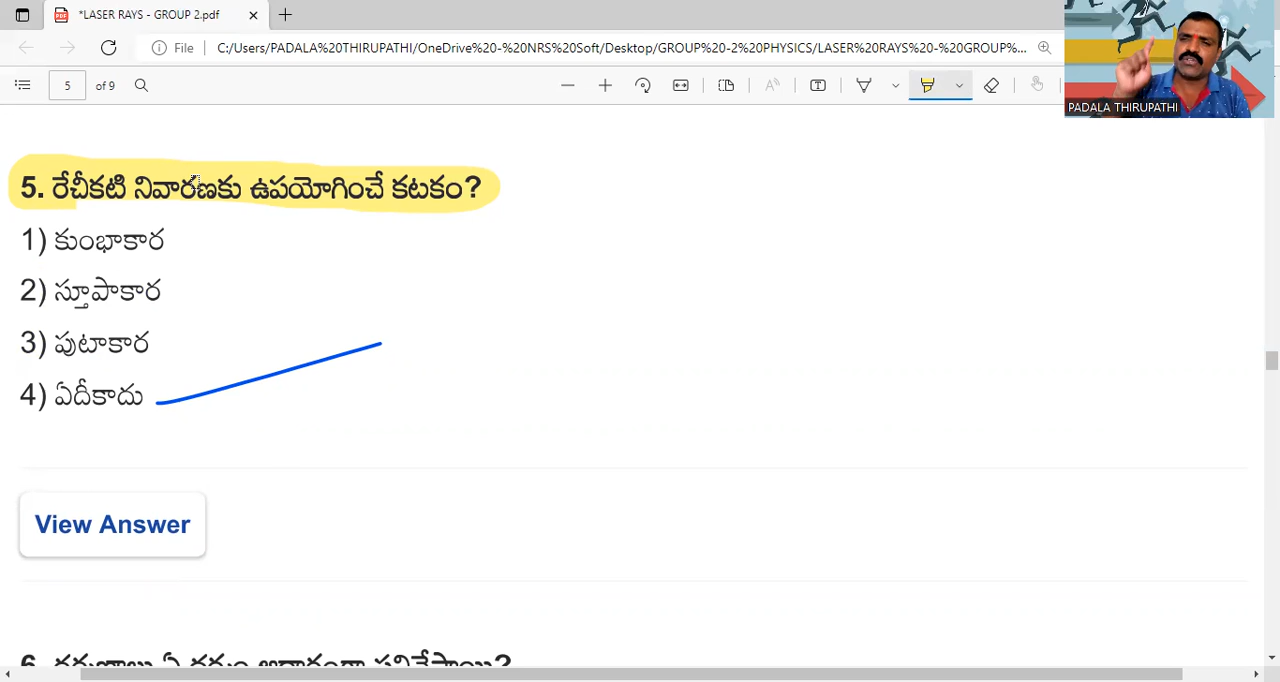 *LASER RAYS - GROUP 2.pdf
File C:/Users/PADALA%20THIRUPATHI/OneDrive%20-%20NRS%20Soft/Desktop/GROUP%20-2%20PHYSICS/LASER%20RAYS%20-%20GROUP%...
5 of 9
PADALA THIRUPATHI
5. రేచీకటి నివారణకు ఉపయోగించే కటకం?
1) కుంభాకార
2) స్తూపాకార
3) పుటాకార
4) ఏదీకాదు
View Answer
6.